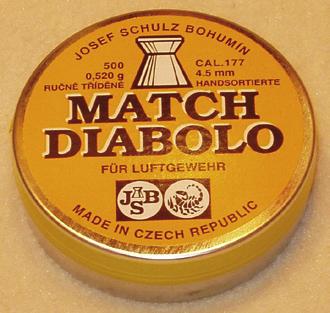 JOSEF SCHULZ BOHUMÍN
500
0,520 g
RUČNĚ TŘÍDĚNÉ
CAL.177
4.5 mm
HANDSORTIERTE
MATCH
DIABOLO
FÜR LUFTGEWEHR
JSB
MADE IN CZECH REPUBLIC